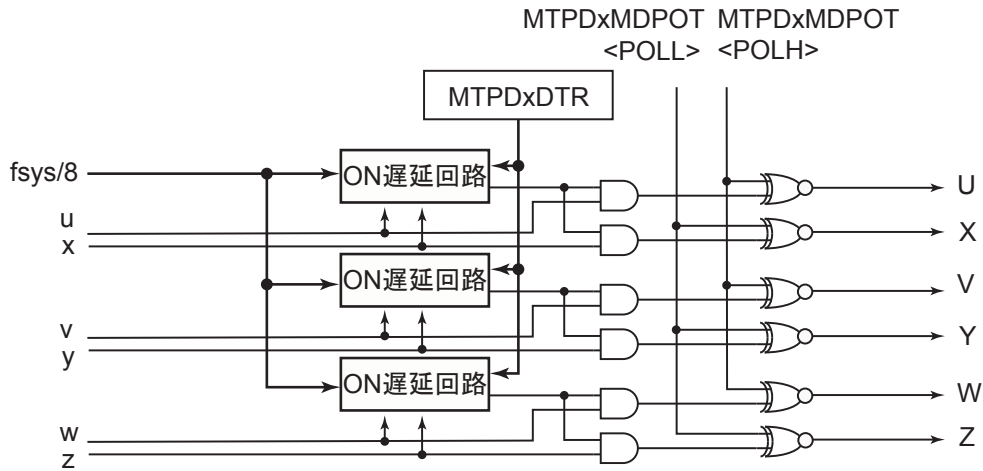 MTPDxMDPOT MTPDxMDPOT
<POLL> <POLH>
MTPDxDTR
fsys/8
ON遅延回路
U
u
x
X
ON遅延回路
V
v
y
Y
ON遅延回路
W
w
z
Z